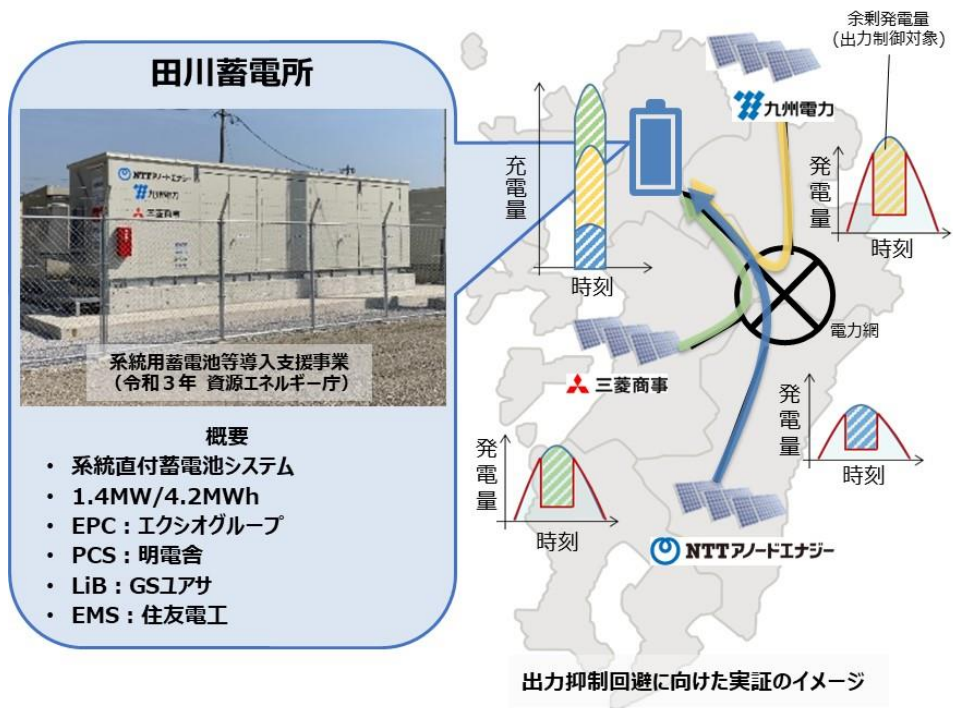 田川蓄電所
NTTアノードエナジー
九州電力
三菱商事
系統用蓄電池等導入支援事業
（令和３年 資源エネルギー庁）
概要
• 系統直付蓄電池システム
• 1.4MW/4.2MWh
• EPC：エクシオグループ
• PCS：明電舎
• LiB：GSユアサ
• EMS：住友電工
充電量
時刻
九州電力
余剰発電量
(出力制御対象)
発電量
時刻
電力網
三菱商事
発電量
時刻
発電量
時刻
NTTアノードエナジー
出力抑制回避に向けた実証のイメージ